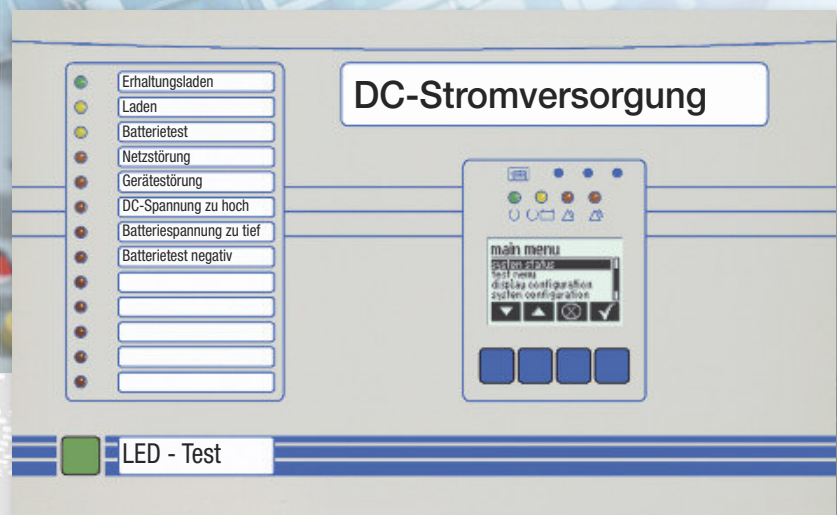 DC-Stromversorgung
Erhaltungsladen
Laden
Batterietest
Netzstörung
Gerätestörung
DC-Spannung zu hoch
Batteriespannung zu tief
Batterietest negativ
main menu
system status
test menu
display configuration
system configuration
LED - Test